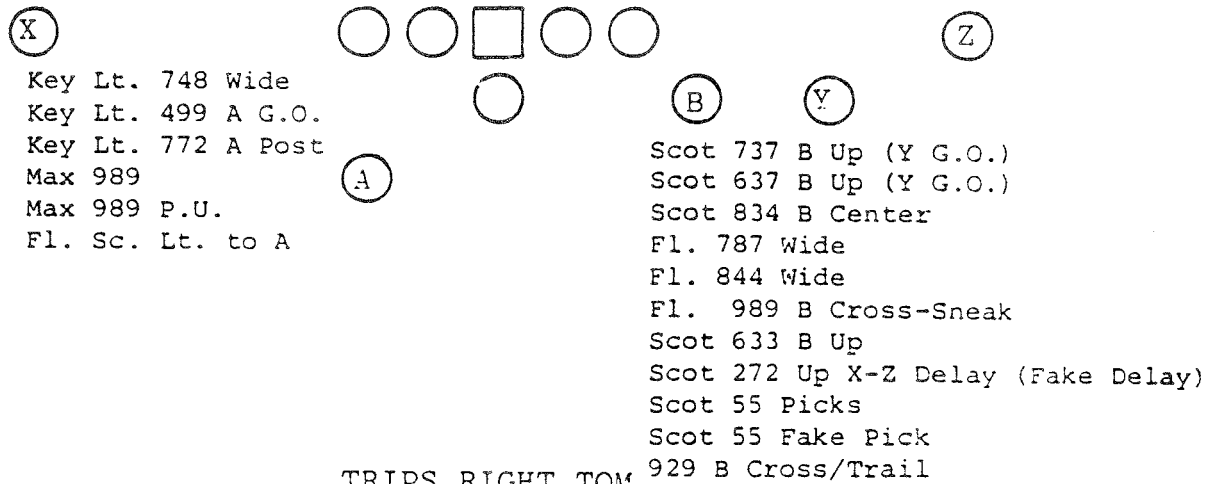 X
Z
Key Lt. 748 Wide
Key Lt. 499 A G.O.
B
Y
Key Lt. 772 A Post
Scot 737 B Up (Y G.O.)
Max 989
A
Scot 637 B Up (Y G.O.)
Max 989 P.U.
Scot 834 B Center
Fl. Sc. Lt. to A
Fl. 787 Wide
Fl. 844 Wide
Fl. 989 B Cross-Sneak
Scot 633 B Up
Scot 272 Up X-Z Delay (Fake Delay)
Scot 55 Picks
Scot 55 Fake Pick
929 B Cross/Trail
TRIPS RIGHT TOM